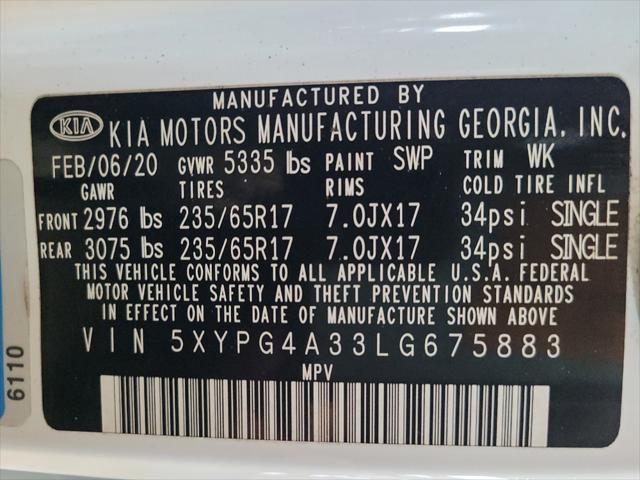 MANUFACTURED BY
KIA KIA MOTORS MANUFACTURING GEORGIA, INC.
FEB/06/20 GVWR 5335 lbs PAINT SWP TRIM WK
GAWR TIRES RIMS COLD TIRE INFL
FRONT 2976 lbs 235/65R17 7.0JX17 34psi SINGLE
REAR 3075 lbs 235/65R17 7.0JX17 34psi SINGLE
THIS VEHICLE CONFORMS TO ALL APPLICABLE U.S.A. FEDERAL
MOTOR VEHICLE SAFETY AND THEFT PREVENTION STANDARDS
IN EFFECT ON THE DATE OF MANUFACTURE SHOWN ABOVE.
VIN 5XYPG4A33LG675883
MPV
6110